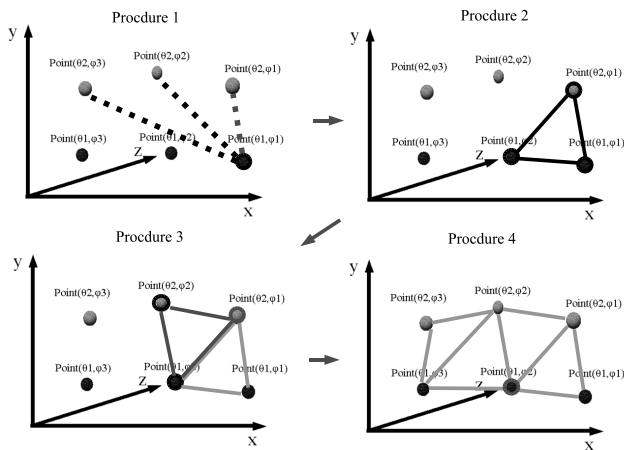 Procdure 1
y
Point(θ2,φ3)
Point(θ2,φ2)
Point(θ2,φ1)
Point(θ1,φ3)
Point(θ1,φ2)
Point(θ1,φ1)
Z
X
Procdure 2
y
Point(θ2,φ3)
Point(θ2,φ2)
Point(θ2,φ1)
Point(θ1,φ3)
Point(θ1,φ2)
Point(θ1,φ1)
Z
X
Procdure 3
y
Point(θ2,φ3)
Point(θ2,φ2)
Point(θ2,φ1)
Point(θ1,φ3)
Point(θ1,φ2)
Point(θ1,φ1)
Z
X
Procdure 4
y
Point(θ2,φ3)
Point(θ2,φ2)
Point(θ2,φ1)
Point(θ1,φ3)
Point(θ1,φ2)
Point(θ1,φ1)
Z
X